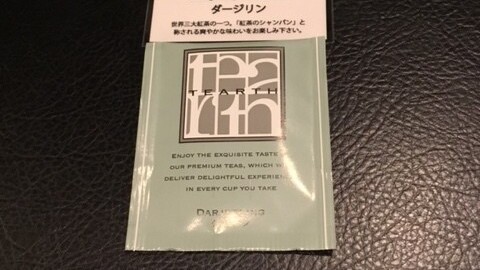 ダージリン
世界三大紅茶の一つ。「紅茶のシャンパン」と
称される爽やかな味わいをお楽しみ下さい。
tea
TEARTH
rth
ENJOY THE EXQUISITE TASTE
OUR PREMIUM TEAS, WHICH
DELIVER DELIGHTFUL EXPERIEN
IN EVERY CUP YOU TAKE